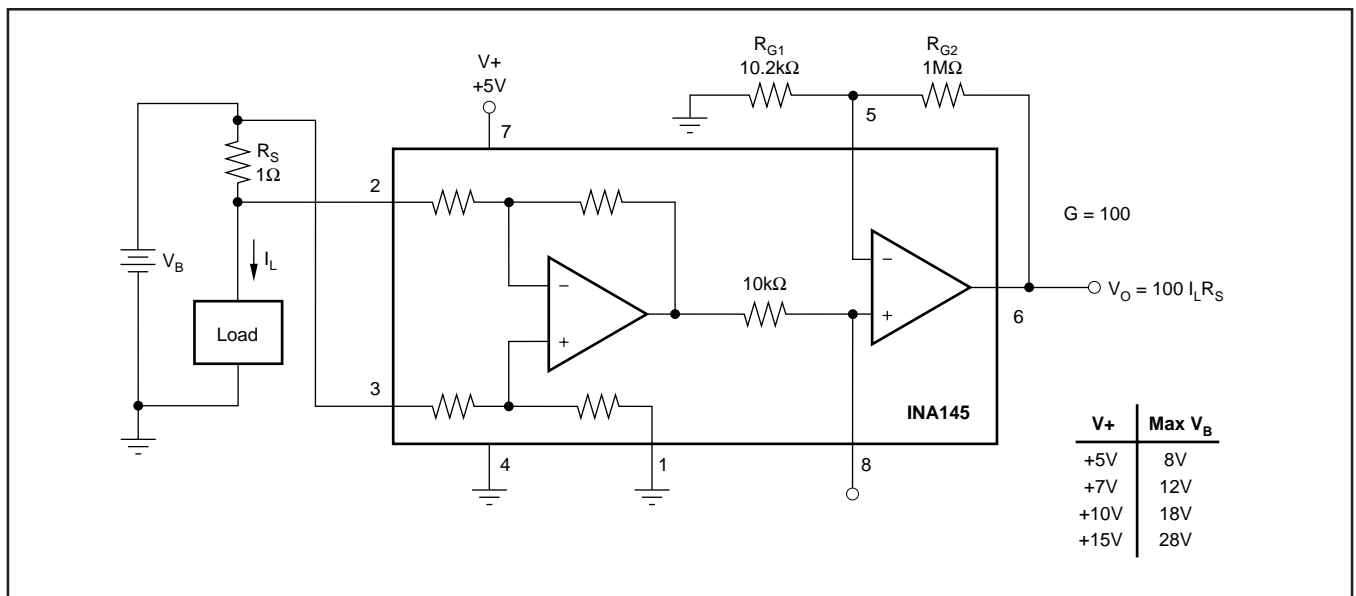 V+
+5V
7
R_G1
10.2kΩ
R_G2
1MΩ
5
R_S
1Ω
2
V_B
I_L
Load
10kΩ
G = 100
V_O = 100 I_L R_S
6
3
INA145
4
1
8
−
+
−
+
V+ Max V_B
+5V 8V
+7V 12V
+10V 18V
+15V 28V